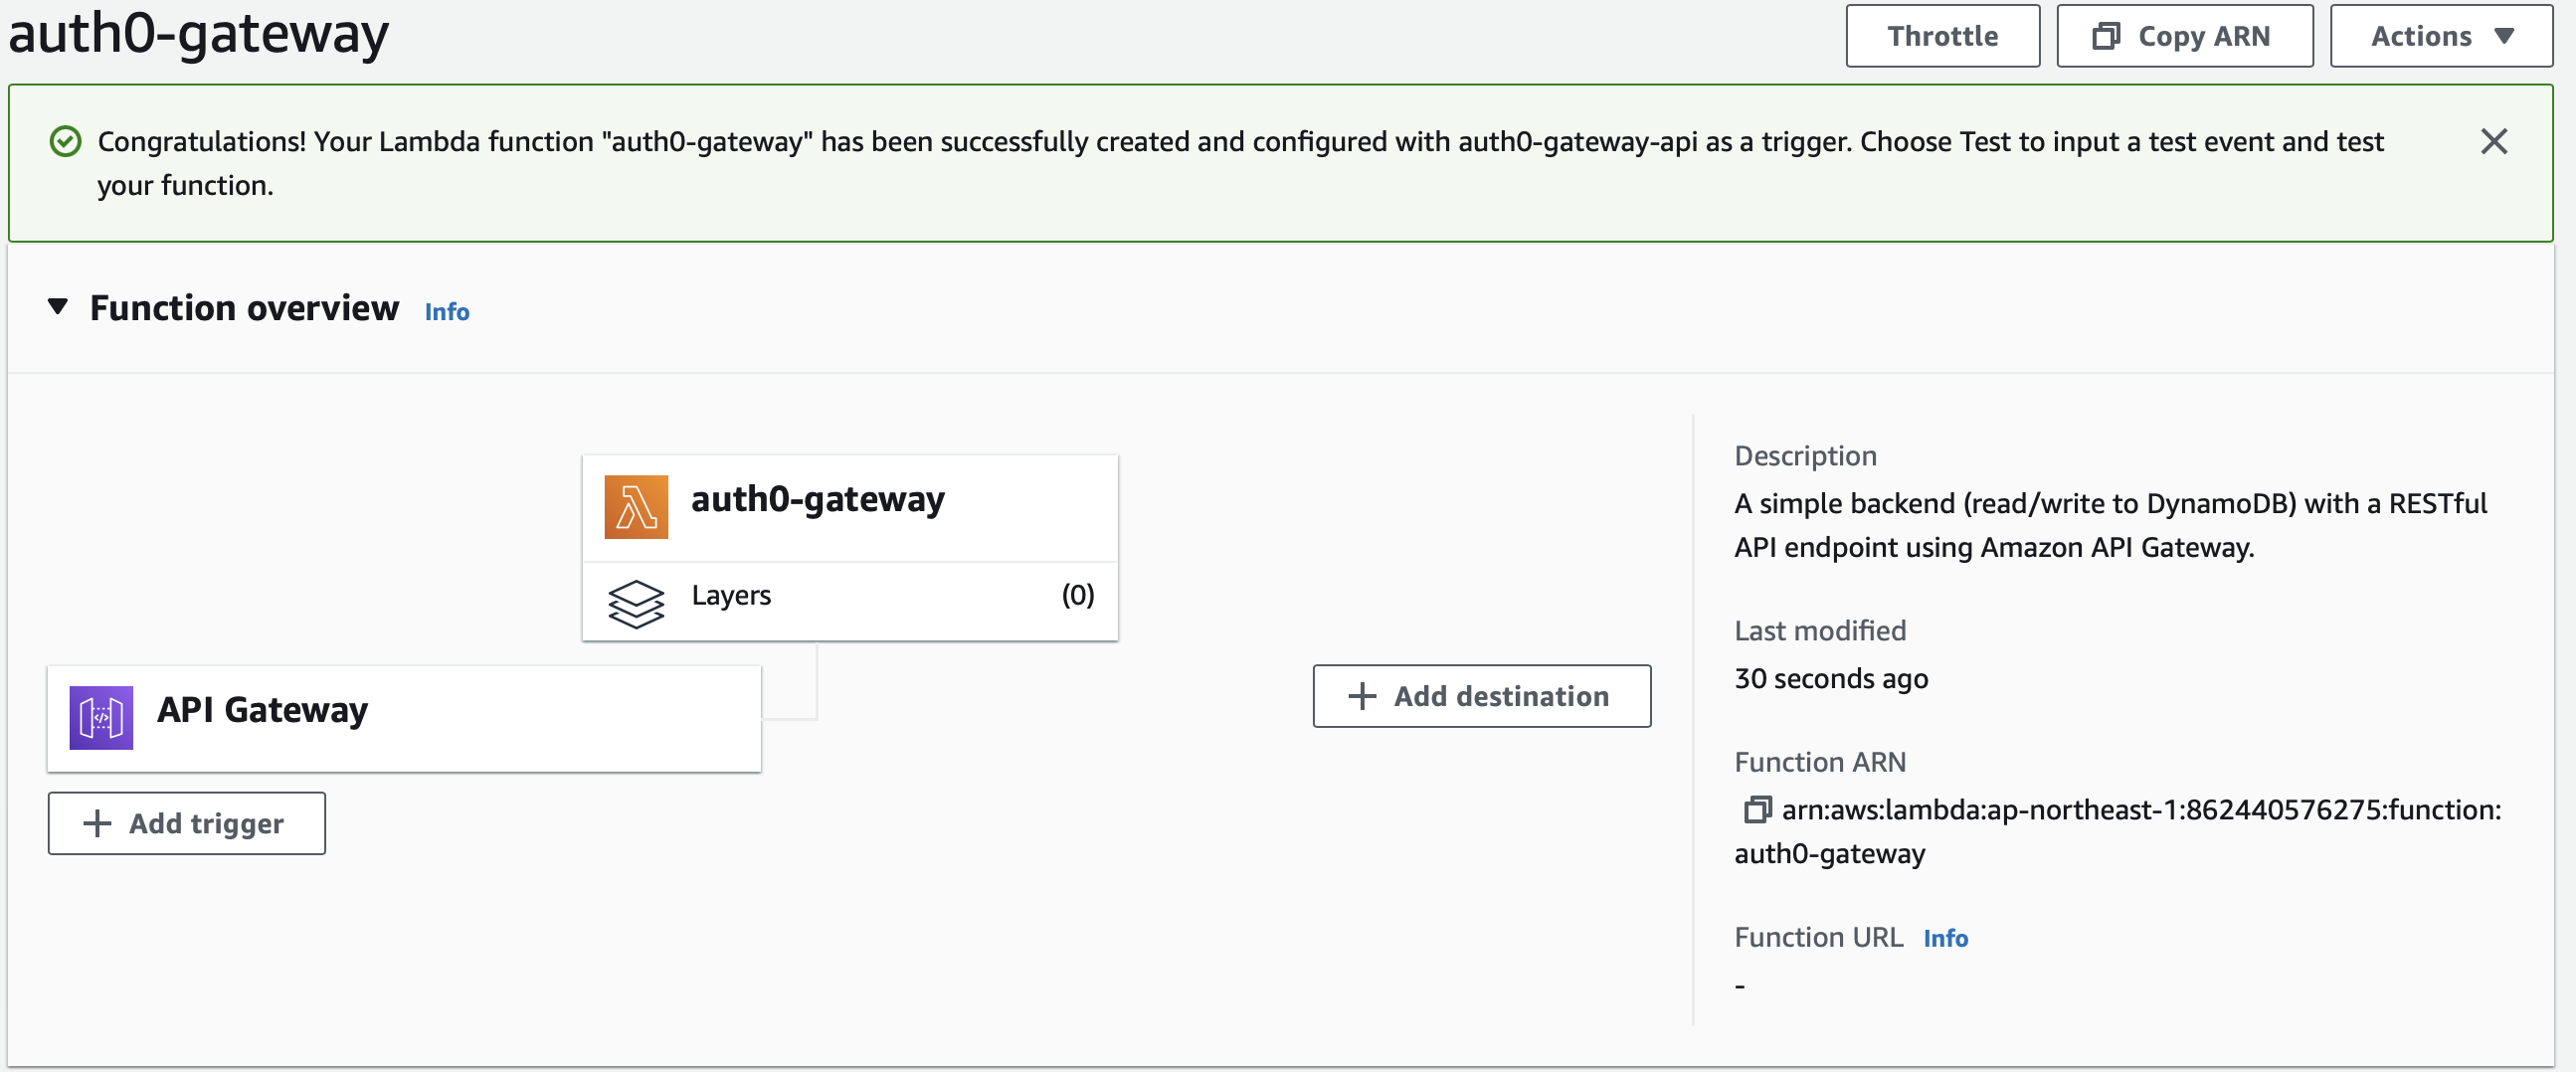 auth0-gateway
Throttle
Copy ARN
Actions
Congratulations! Your Lambda function "auth0-gateway" has been successfully created and configured with auth0-gateway-api as a trigger. Choose Test to input a test event and test
your function.
Function overview Info
auth0-gateway
Layers (0)
API Gateway
Add trigger
Add destination
Description
A simple backend (read/write to DynamoDB) with a RESTful
API endpoint using Amazon API Gateway.
Last modified
30 seconds ago
Function ARN
arn:aws:lambda:ap-northeast-1:862440576275:function:
auth0-gateway
Function URL Info
-